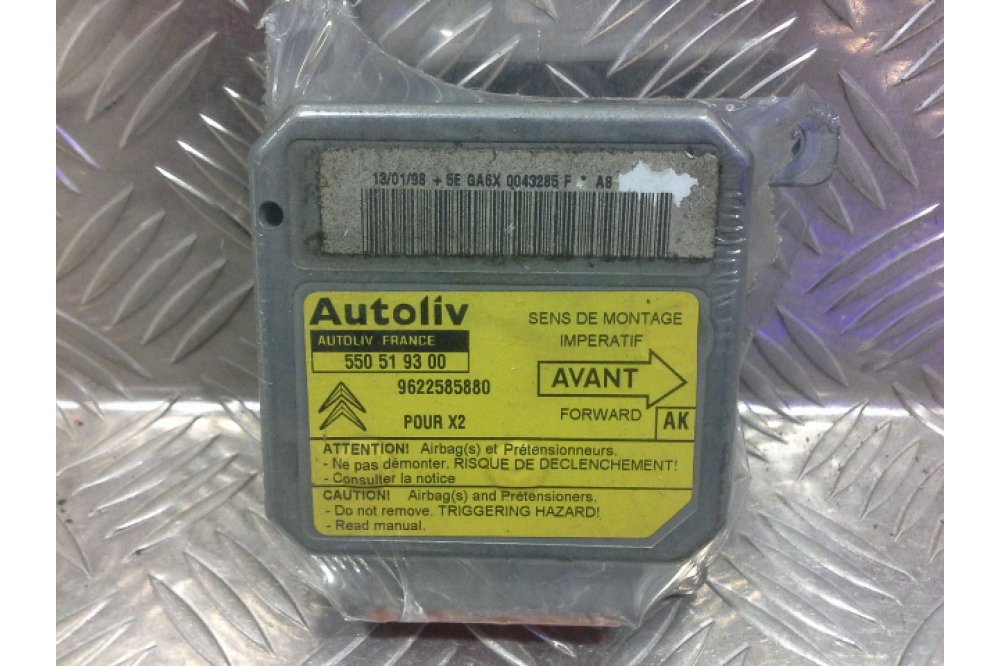 13/01/98 + 5E GA6X 0043285 F * A8
Autoliv
AUTOLIV FRANCE
550 51 93 00
9622585880
POUR X2
SENS DE MONTAGE
IMPERATIF
AVANT
FORWARD
AK
ATTENTION! Airbag(s) et Prétensionneurs.
- Ne pas démonter. RISQUE DE DECLENCHEMENT!
- Consulter la notice
CAUTION! Airbag(s) and Prétensioners.
- Do not remove. TRIGGERING HAZARD!
- Read manual.